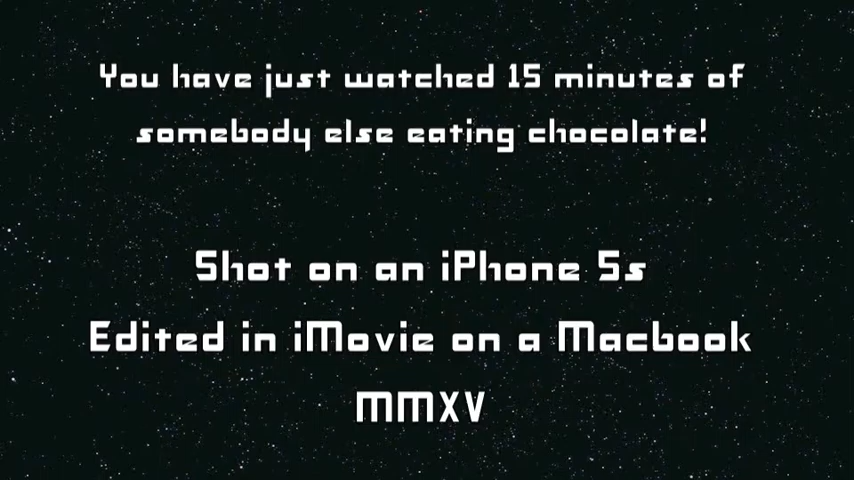 You have just watched 15 minutes of
somebody else eating chocolate!
Shot on an iPhone 5s
Edited in iMovie on a Macbook
MMXV